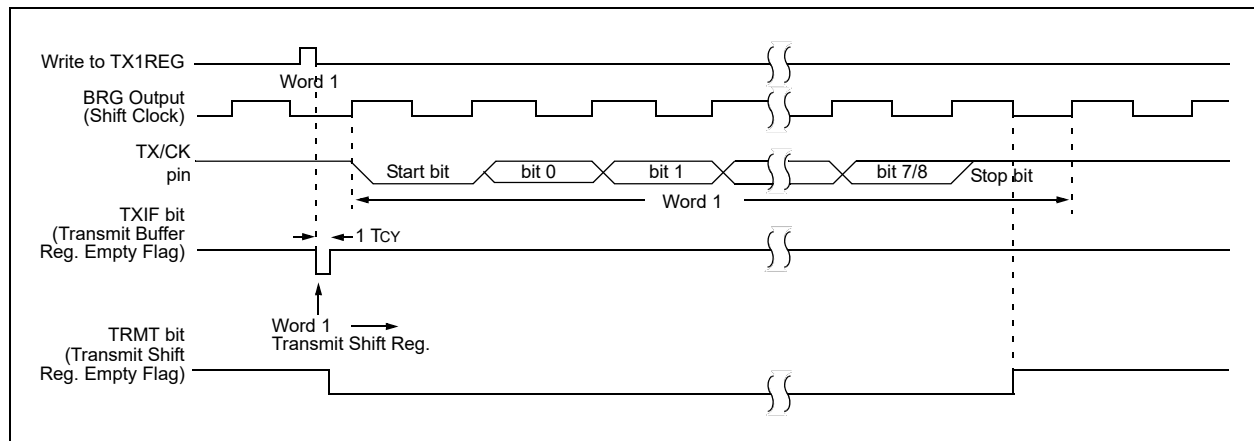 Write to TX1REG
Word 1
BRG Output
(Shift Clock)
TX/CK
pin
Start bit
bit 0
bit 1
bit 7/8
Stop bit
Word 1
TXIF bit
(Transmit Buffer
Reg. Empty Flag)
1 TCY
Word 1
Transmit Shift Reg.
TRMT bit
(Transmit Shift
Reg. Empty Flag)